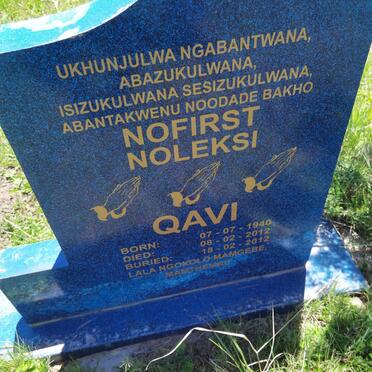 UKHUNJULWA NGABANTWANA,
ABAZUKULWANA,
ISIZUKULWANA SESIZUKULWANA,
ABANTAKWENU NOODADE BAKHO
NOFIRST
NOLEKSI
QAVI
BORN: 07-07-1940
DIED: 08-02-2012
BURIED: 18-02-2012
LALA NGOKOLO MAMGEBE,